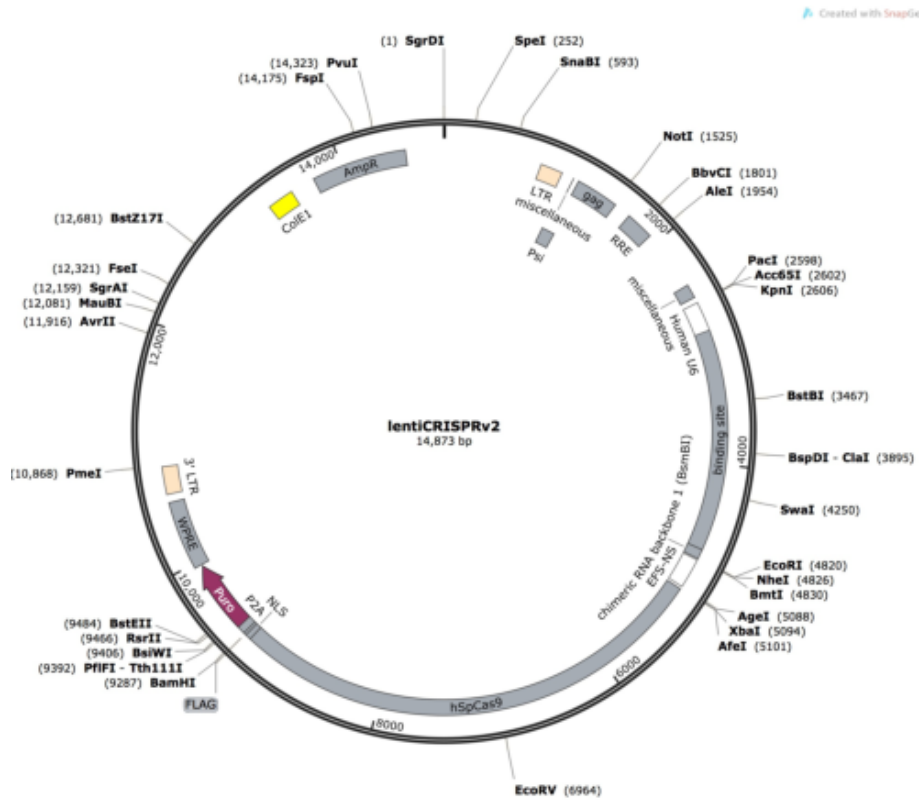 Created with SnapGe
(1) SgrDI
SpeI (252)
SnaBI (593)
(14,323) PvuI
(14,175) FspI
NotI (1525)
BbvCI (1801)
AleI (1954)
14,000
AmpR
ColE1
LTR
miscellaneous
gag
Psi
RRE
2000
(12,681) BstZ17I
(12,321) FseI
(12,159) SgrAI
(12,081) MauBI
(11,916) AvrII
12,000
PacI (2598)
Acc65I (2602)
KpnI (2606)
miscellaneous
Human U6
BstBI (3467)
binding site
4000
BspDI - ClaI (3895)
lentiCRISPRv2
14,873 bp
SwaI (4250)
[10,868) PmeI
3' LTR
WPRE
chimeric RNA backbone 1 (BsmBI)
EFS-NS
EcoRI (4820)
NheI (4826)
BmtI (4830)
AgeI (5088)
XbaI (5094)
AfeI (5101)
10,000
Puro
P2A
NLS
(9484) BstEII
(9466) RsrII
(9406) BsiWI
(9392) PflFI - Tth111I
(9287) BamHI
FLAG
6000
hSpCas9
8000
EcoRV (6964)